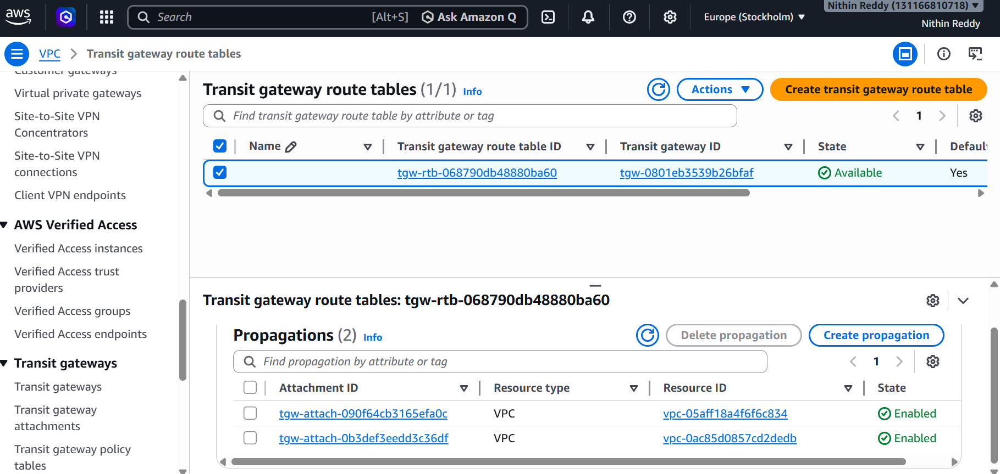 aws
Search [Alt+S] Ask Amazon Q
Europe (Stockholm)
Nithin Reddy (131166810718)
Nithin Reddy
VPC > Transit gateway route tables
Customer gateways
Virtual private gateways
Site-to-Site VPN
Concentrators
Site-to-Site VPN
connections
Client VPN endpoints
AWS Verified Access
Verified Access instances
Verified Access trust
providers
Verified Access groups
Verified Access endpoints
Transit gateways
Transit gateways
Transit gateway
attachments
Transit gateway policy
tables
Transit gateway route tables (1/1) Info
Actions
Create transit gateway route table
Find transit gateway route table by attribute or tag
1
Name Transit gateway route table ID Transit gateway ID State Default
tgw-rtb-068790db48880ba60 tgw-0801eb3539b26bfaf Available Yes
Transit gateway route tables: tgw-rtb-068790db48880ba60
Propagations (2) Info
Delete propagation
Create propagation
Find propagation by attribute or tag
1
Attachment ID Resource type Resource ID State
tgw-attach-090f64cb3165efa0c VPC vpc-05aff18a4f6f6c834 Enabled
tgw-attach-0b3def3eedd3c36df VPC vpc-0ac85d0857cd2dedb Enabled